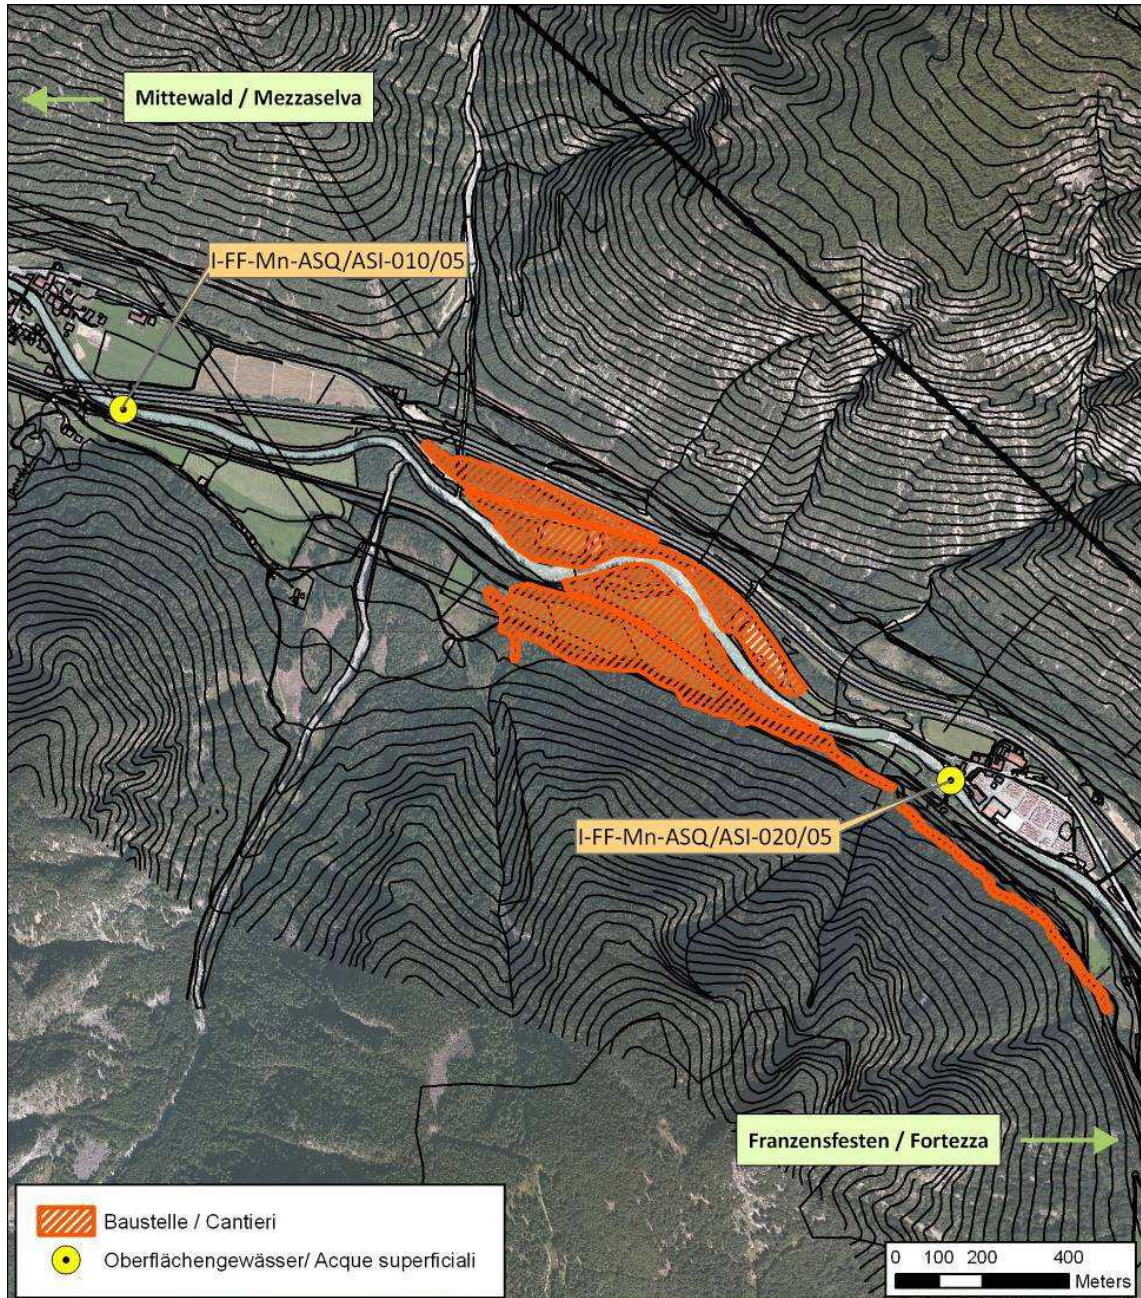 Mittewald / Mezzaselva
I-FF-Mn-ASQ/ASI-010/05
I-FF-Mn-ASQ/ASI-020/05
Franzensfesten / Fortezza
Baustelle / Cantieri
Oberflächengewässer/ Acque superficiali
0 100 200 400
Meters